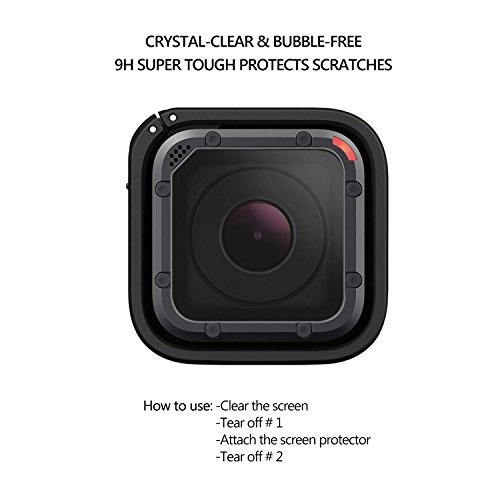 CRYSTAL-CLEAR & BUBBLE-FREE
9H SUPER TOUGH PROTECTS SCRATCHES
How to use: -Clear the screen
-Tear off # 1
-Attach the screen protector
-Tear off # 2